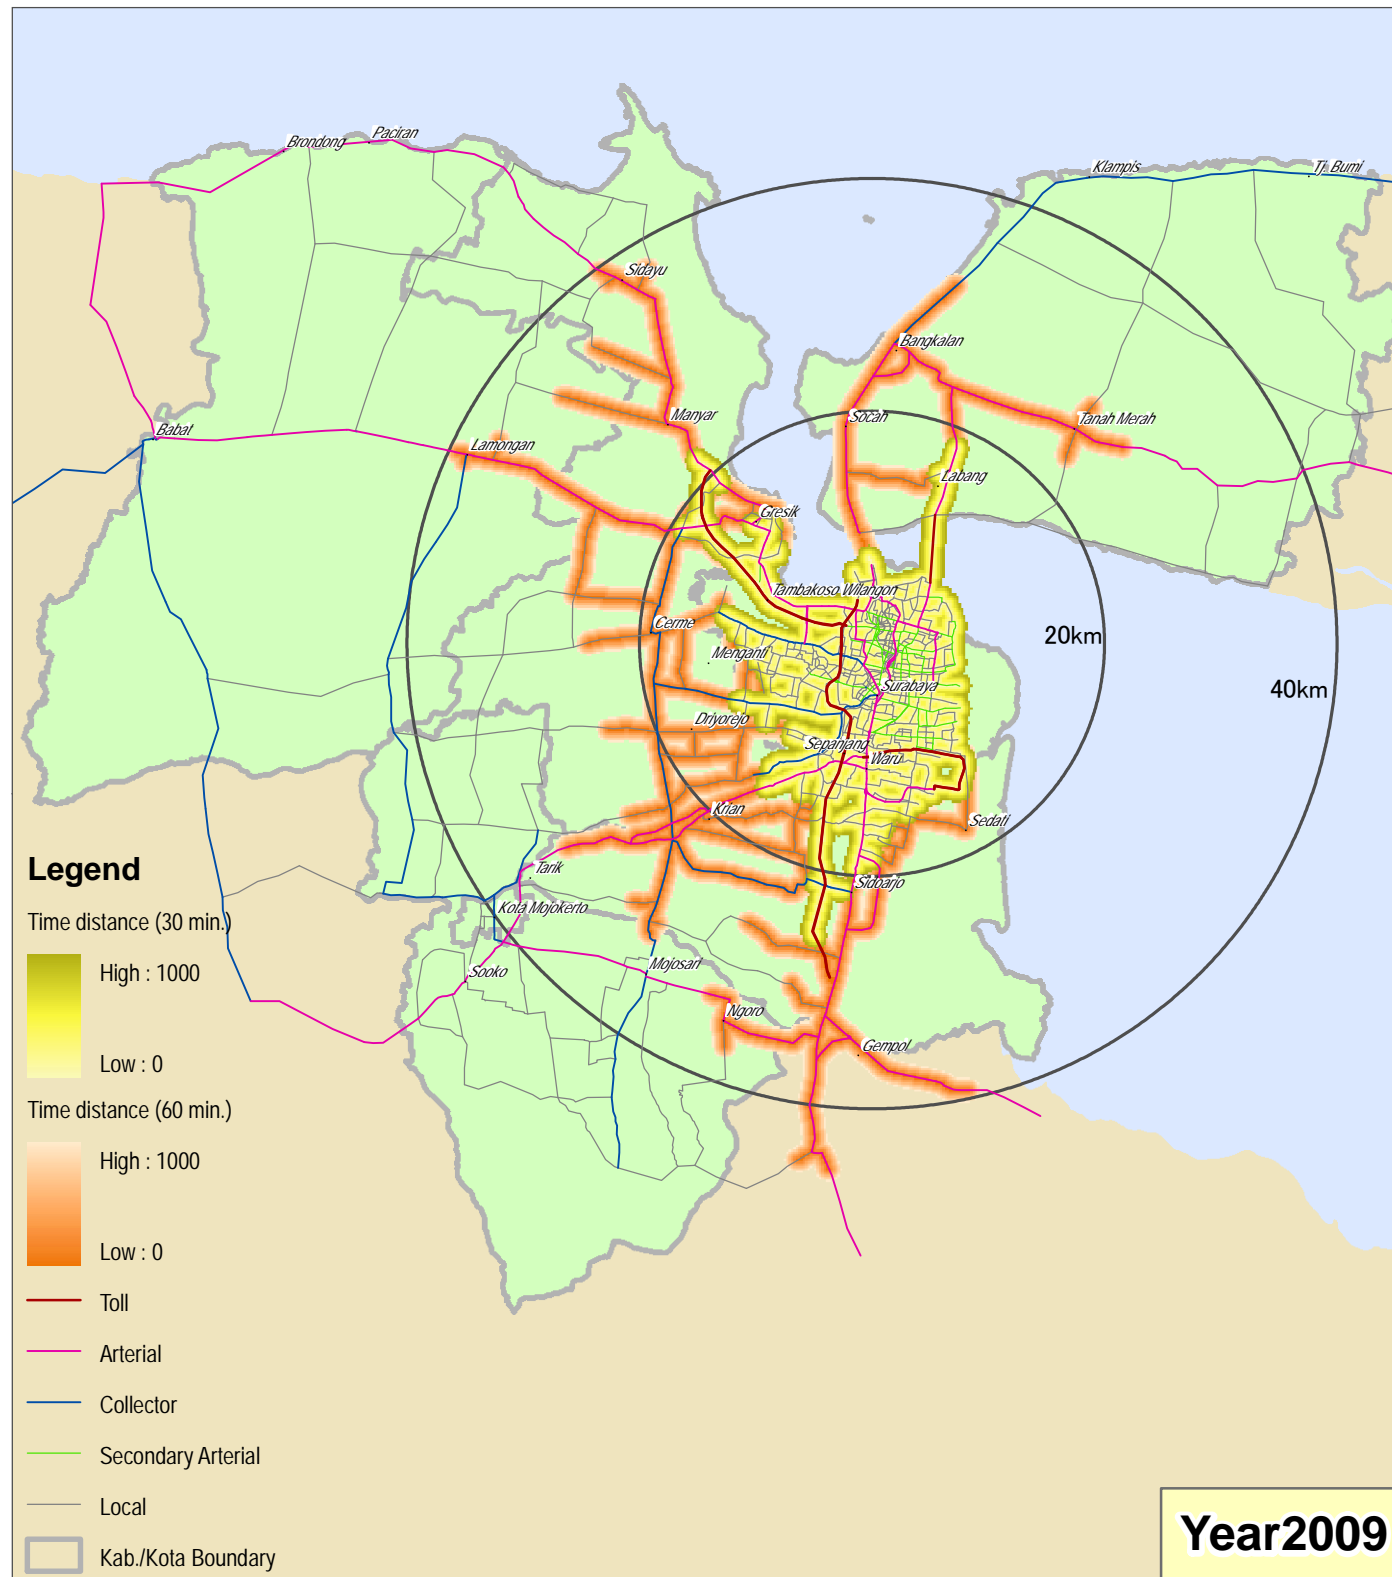 Brondong
Paciran
Klampis
Tj. Bumi
Sidayu
Bangkalan
Manyar
Socah
Tanah Merah
Babat
Lamongan
Labang
Gresik
Tambakoso Wilangon
Cerme
20km
Menganti
Surabaya
40km
Driyorejo
Sepanjang
Waru
Krian
Sedati
Legend
Tarik
Sidoarjo
Time distance (30 min.)
Kota Mojokerto
High : 1000
Sooko
Mojosari
Ngoro
Gempol
Low : 0
Time distance (60 min.)
High : 1000
Low : 0
Toll
Arterial
Collector
Secondary Arterial
Local
Kab./Kota Boundary
Year2009